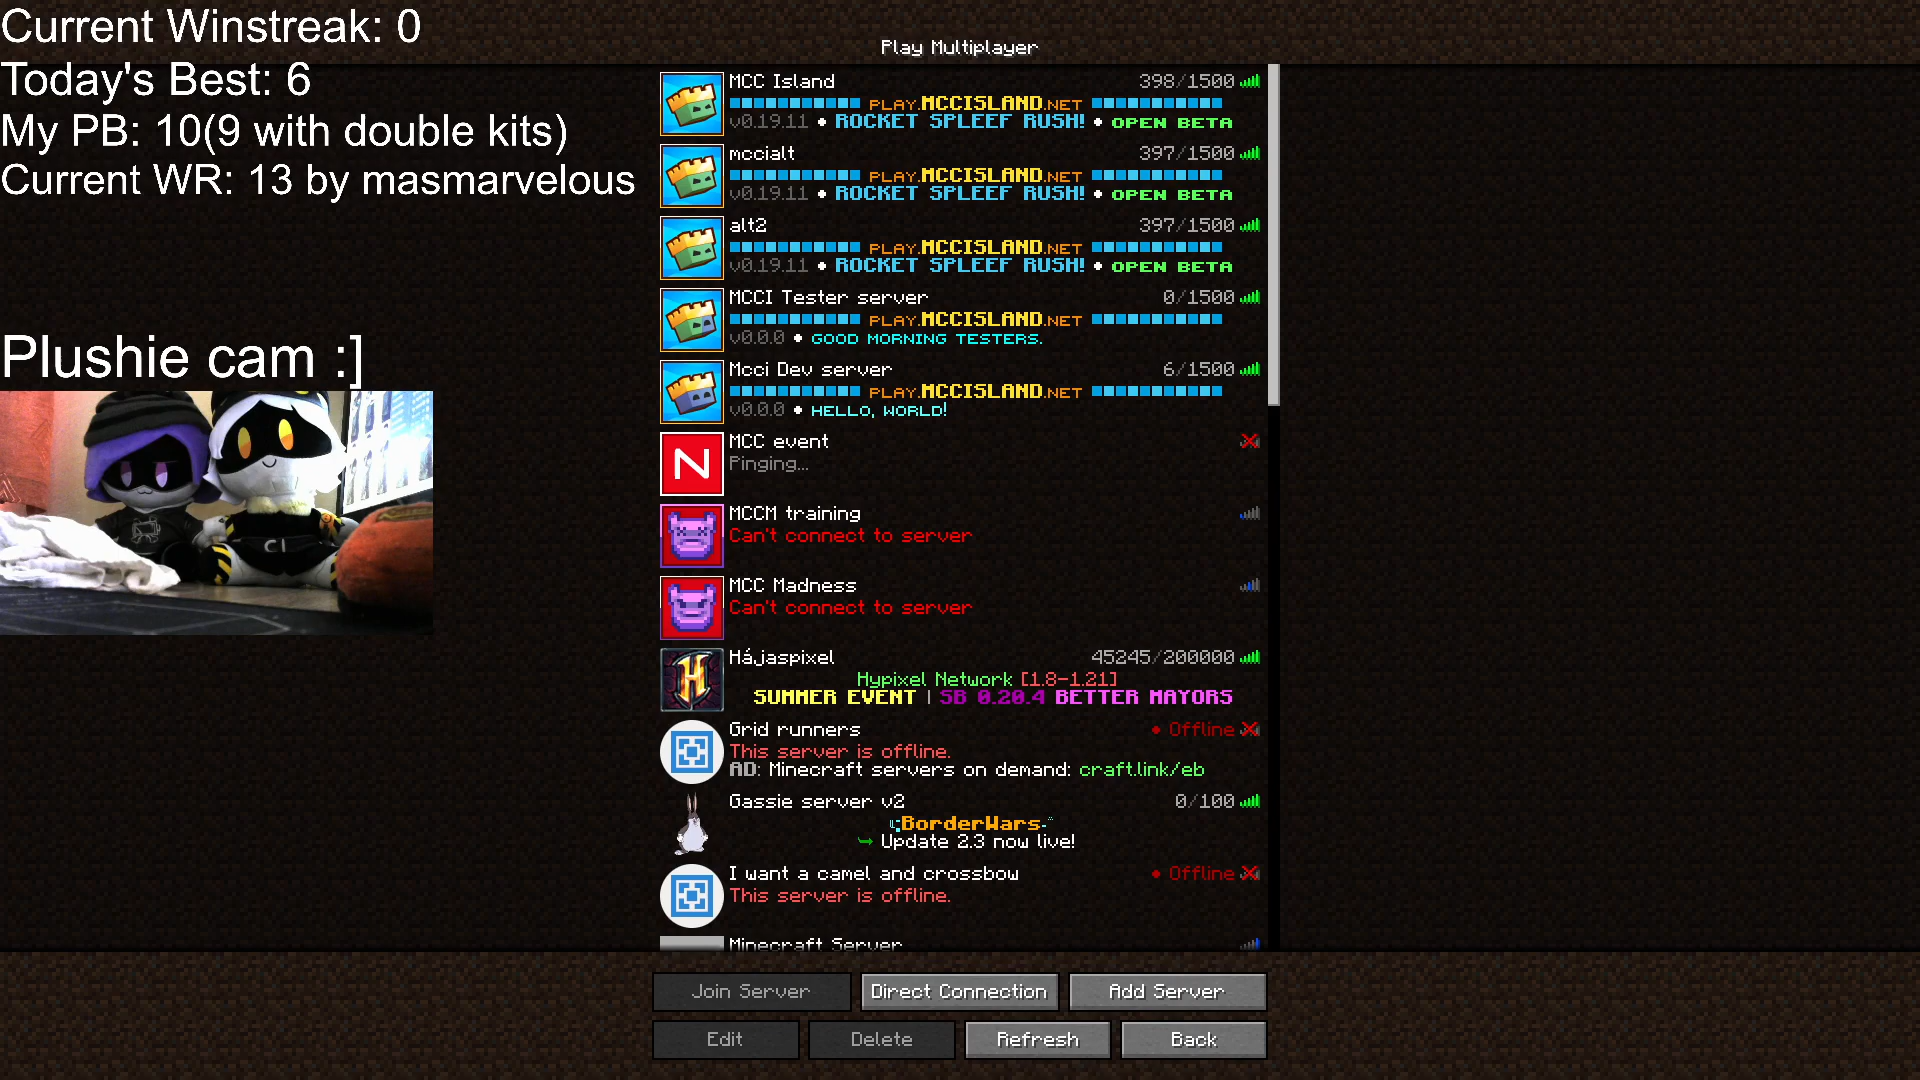 Current Winstreak: 0
Today's Best: 6
My PB: 10(9 with double kits)
Current WR: 13 by masmarvelous
Plushie cam :]
Play Multiplayer
MCC Island 398/1500
PLAY.MCCISLAND.NET
v0.19.11 • ROCKET SPLEEF RUSH! • OPEN BETA
mccialt 397/1500
PLAY.MCCISLAND.NET
v0.19.11 • ROCKET SPLEEF RUSH! • OPEN BETA
alt2 397/1500
PLAY.MCCISLAND.NET
v0.19.11 • ROCKET SPLEEF RUSH! • OPEN BETA
MCCI Tester server 0/1500
PLAY.MCCISLAND.NET
v0.0.0 • GOOD MORNING TESTERS.
Mcci Dev server 6/1500
PLAY.MCCISLAND.NET
v0.0.0 • HELLO, WORLD!
N
MCC event
Pinging...
MCCM training
Can't connect to server
MCC Madness
Can't connect to server
H
Hájaspixel 45245/200000
Hypixel Network [1.8-1.21]
SUMMER EVENT | SB 0.20.4 BETTER MAYORS
Grid runners • Offline
This server is offline.
AD: Minecraft servers on demand: craft.link/eb
Gassie server v2 0/100
BorderWars
Update 2.3 now live!
I want a camel and crossbow • Offline
This server is offline.
Minecraft Server
Join Server
Direct Connection
Add Server
Edit
Delete
Refresh
Back